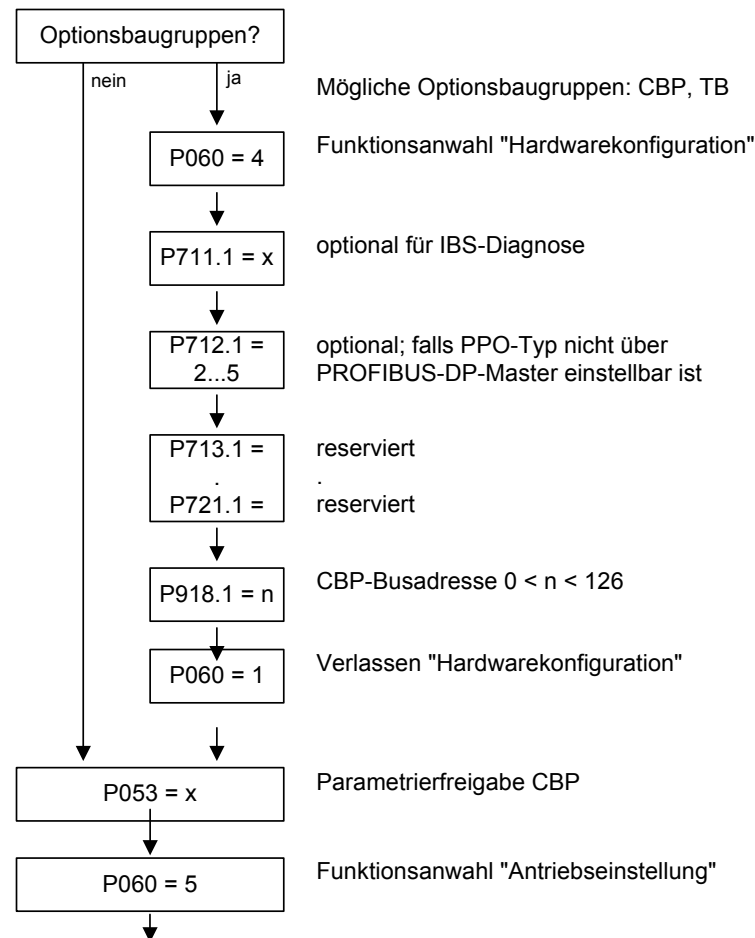 Optionsbaugruppen?
nein
ja
Mögliche Optionsbaugruppen: CBP, TB
P060 = 4
Funktionsanwahl "Hardwarekonfiguration"
P711.1 = x
optional für IBS-Diagnose
P712.1 =
2...5
optional; falls PPO-Typ nicht über
PROFIBUS-DP-Master einstellbar ist
P713.1 =
.
P721.1 =
reserviert
.
reserviert
P918.1 = n
CBP-Busadresse 0 < n < 126
P060 = 1
Verlassen "Hardwarekonfiguration"
P053 = x
Parametrierfreigabe CBP
P060 = 5
Funktionsanwahl "Antriebseinstellung"